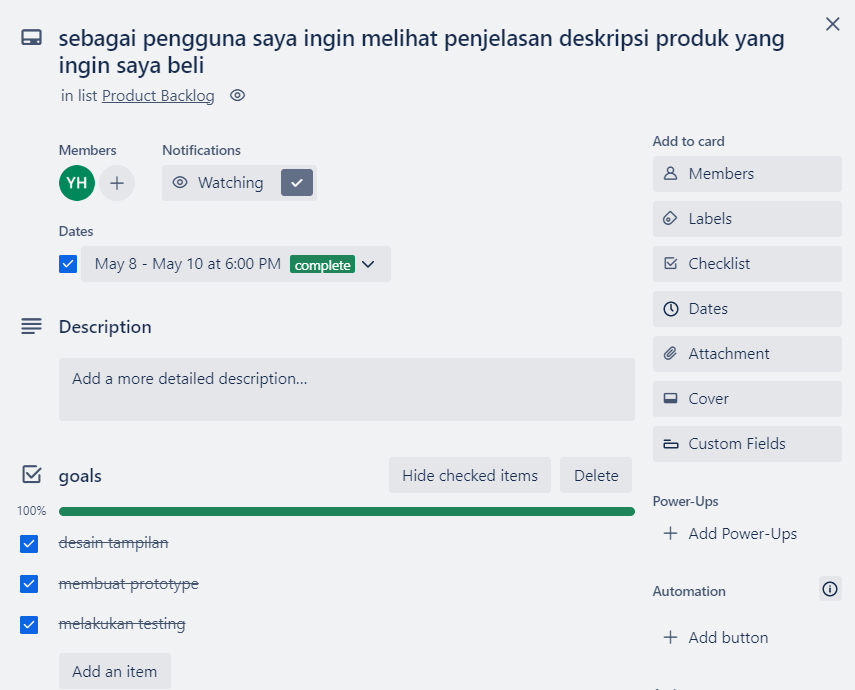 sebagai pengguna saya ingin melihat penjelasan deskripsi produk yang
ingin saya beli
in list Product Backlog
Members
Notifications
YH
Watching
Dates
May 8 - May 10 at 6:00 PM complete
Description
Add a more detailed description...
goals
Hide checked items
Delete
100%
desain tampilan
membuat prototype
melakukan testing
Add an item
Add to card
Members
Labels
Checklist
Dates
Attachment
Cover
Custom Fields
Power-Ups
Add Power-Ups
Automation
Add button